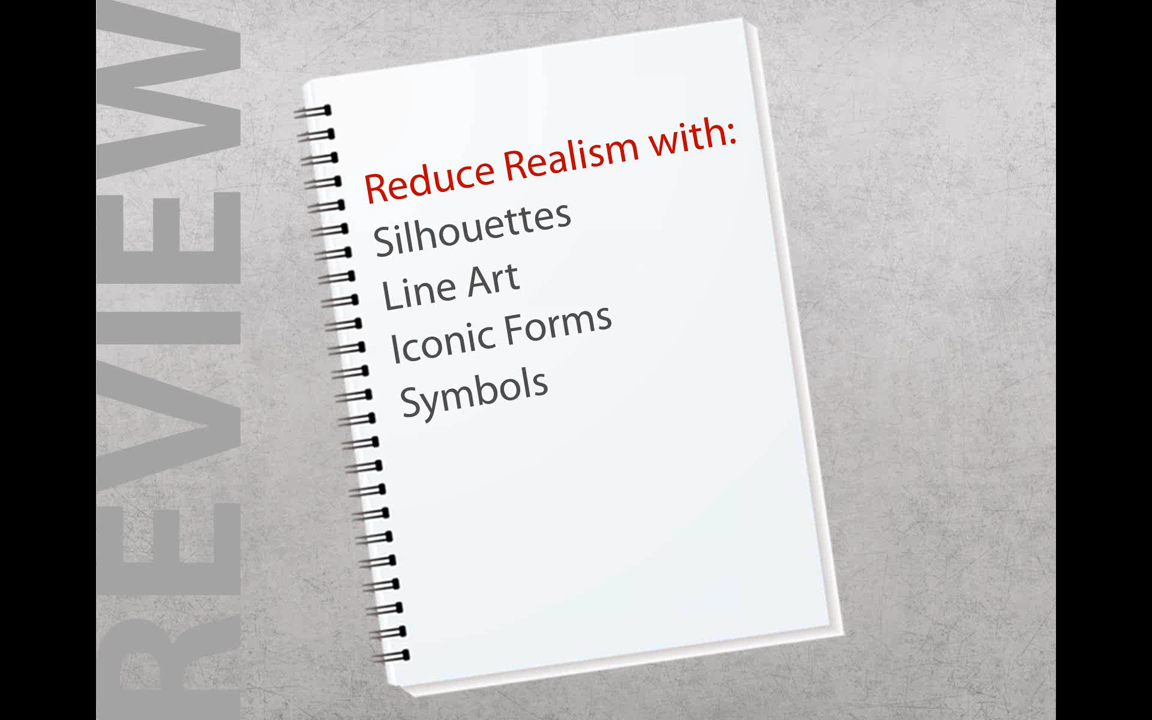 REVIEW
Reduce Realism with:
Silhouettes
Line Art
Iconic Forms
Symbols